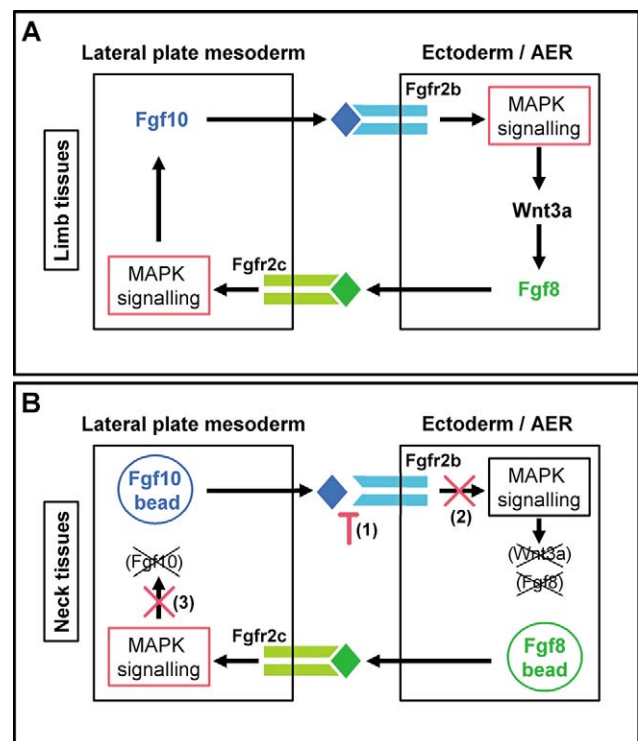 A
Lateral plate mesoderm
Ectoderm / AER
Limb tissues
Fgf10
Fgfr2b
MAPK
signalling
Wnt3a
Fgf8
Fgfr2c
MAPK
signalling
B
Lateral plate mesoderm
Ectoderm / AER
Neck tissues
Fgf10
bead
Fgfr2b
(1)
(2)
MAPK
signalling
(Wnt3a)
(Fgf8)
(Fgf10)
(3)
MAPK
signalling
Fgfr2c
Fgf8
bead